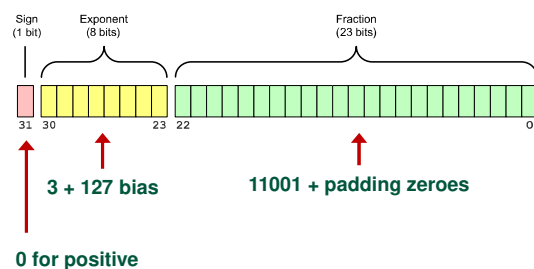 Sign
(1 bit)
Exponent
(8 bits)
Fraction
(23 bits)
31 30 23 22 0
3 + 127 bias
11001 + padding zeroes
0 for positive